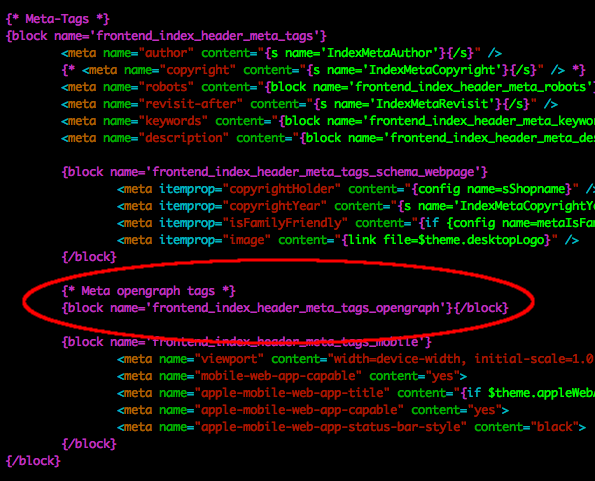 {* Meta-Tags *}
{block name='frontend_index_header_meta_tags'}
<meta name="author" content="{s name='IndexMetaAuthor'}{/s}" />
{* <meta name="copyright" content="{s name='IndexMetaCopyright'}{/s}" /> *}
<meta name="robots" content="{block name='frontend_index_header_meta_robots'}
<meta name="revisit-after" content="{s name='IndexMetaRevisit'}{/s}" />
<meta name="keywords" content="{block name='frontend_index_header_meta_keywo
<meta name="description" content="{block name='frontend_index_header_meta_des
{block name='frontend_index_header_meta_tags_schema_webpage'}
<meta itemprop="copyrightHolder" content="{config name=sShopname}" />
<meta itemprop="copyrightYear" content="{s name='IndexMetaCopyrightYe
<meta itemprop="isFamilyFriendly" content="{if {config name=metaIsFam
<meta itemprop="image" content="{link file=$theme.desktopLogo}" />
{/block}
{* Meta opengraph tags *}
{block name='frontend_index_header_meta_tags_opengraph'}{/block}
{block name='frontend_index_header_meta_tags_mobile'}
<meta name="viewport" content="width=device-width, initial-scale=1.0
<meta name="mobile-web-app-capable" content="yes">
<meta name="apple-mobile-web-app-title" content="{if $theme.appleWebA
<meta name="apple-mobile-web-app-capable" content="yes">
<meta name="apple-mobile-web-app-status-bar-style" content="black">
{/block}
{/block}